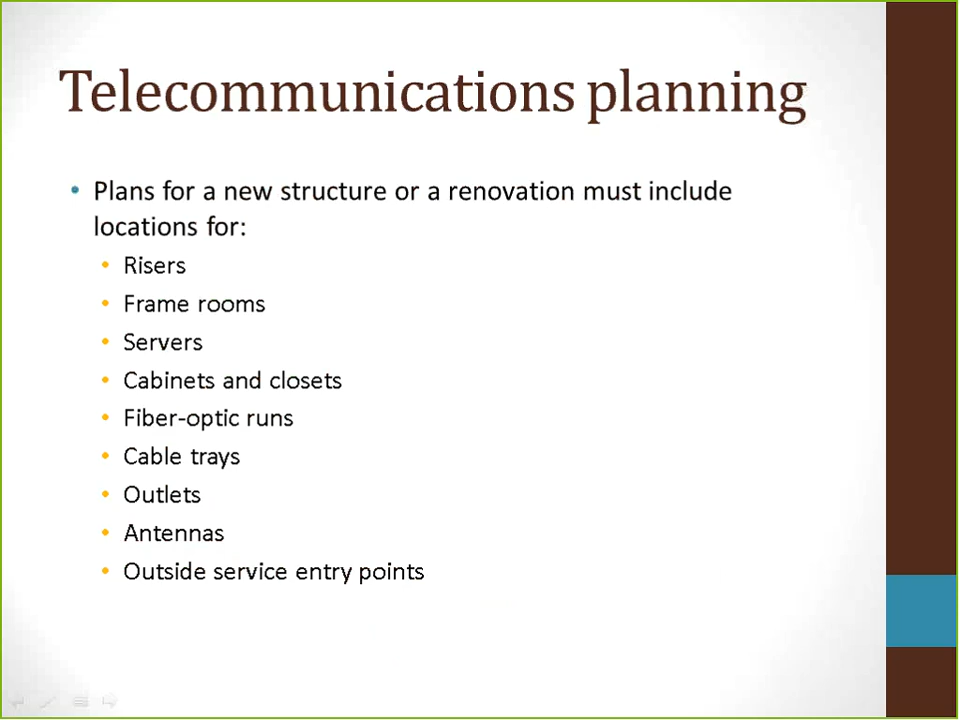 Telecommunications planning
• Plans for a new structure or a renovation must include
locations for:
• Risers
• Frame rooms
• Servers
• Cabinets and closets
• Fiber-optic runs
• Cable trays
• Outlets
• Antennas
• Outside service entry points